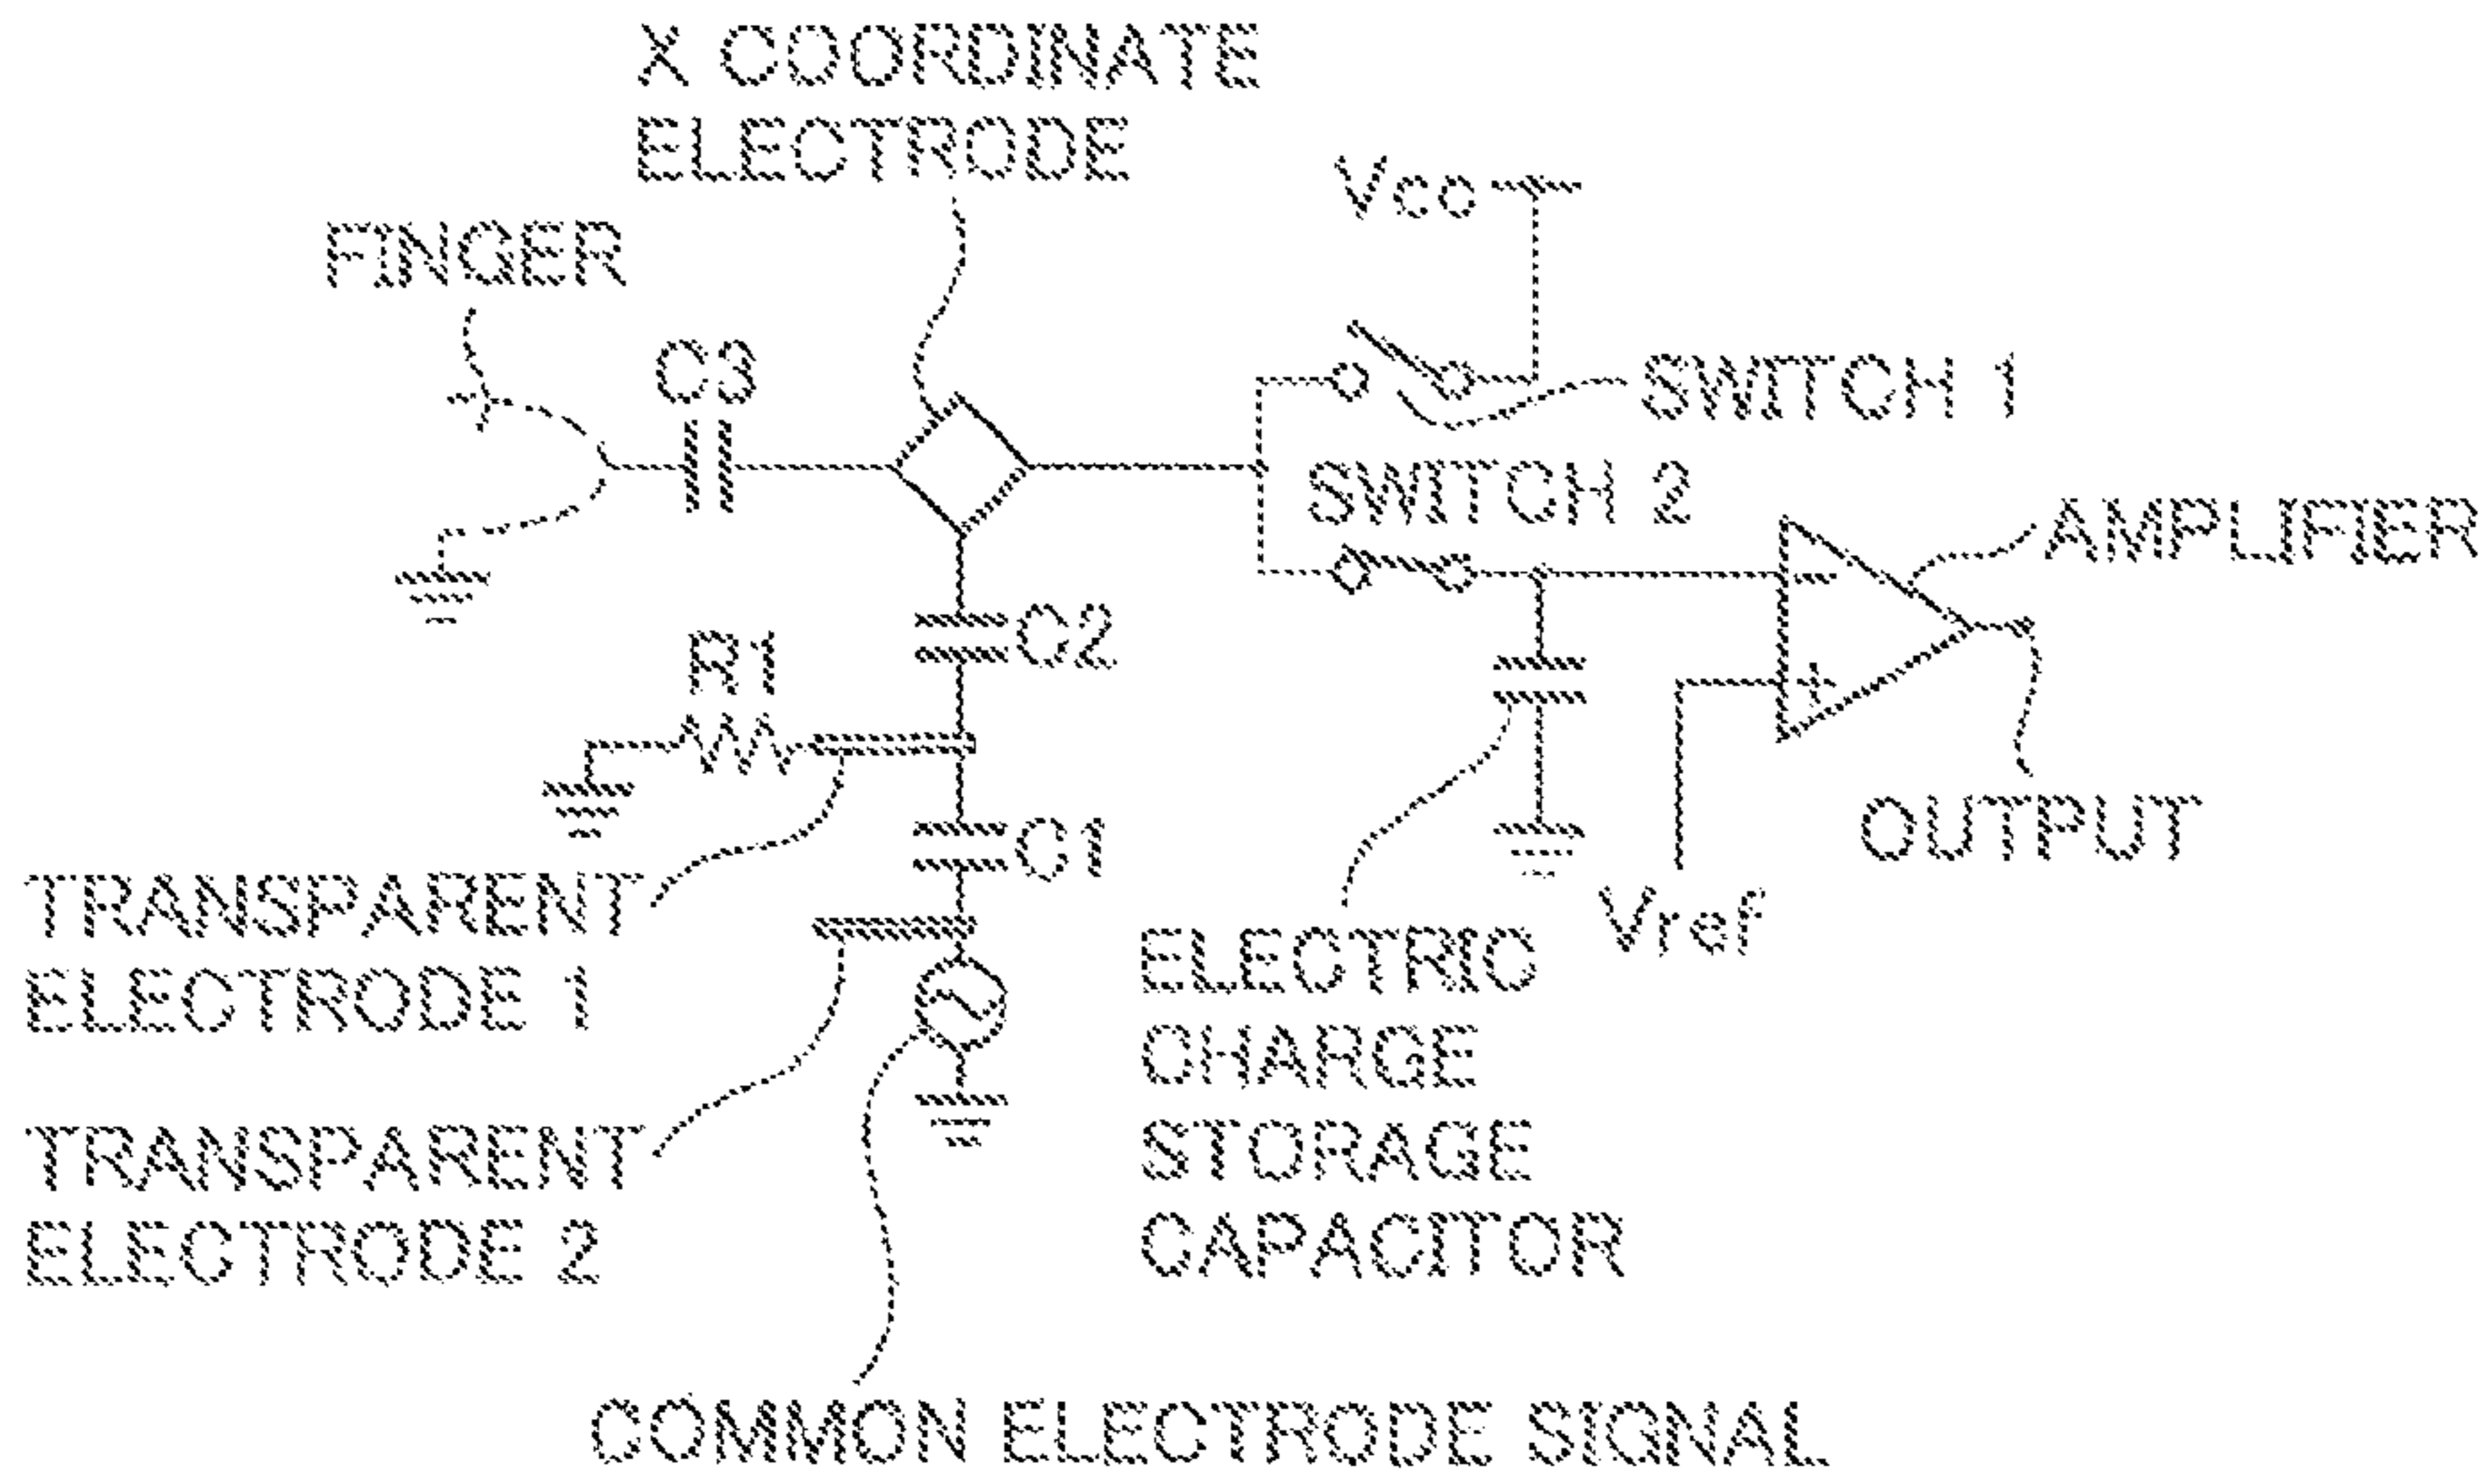 X COORDINATE
ELECTRODE
Vcc
FINGER
C3
SWITCH 1
SWITCH 2
AMPLIFIER
C2
R1
OUTPUT
C1
TRANSPARENT
ELECTRODE 1
Vref
ELECTRIC
CHARGE
STORAGE
CAPACITOR
TRANSPARENT
ELECTRODE 2
COMMON ELECTRODE SIGNAL